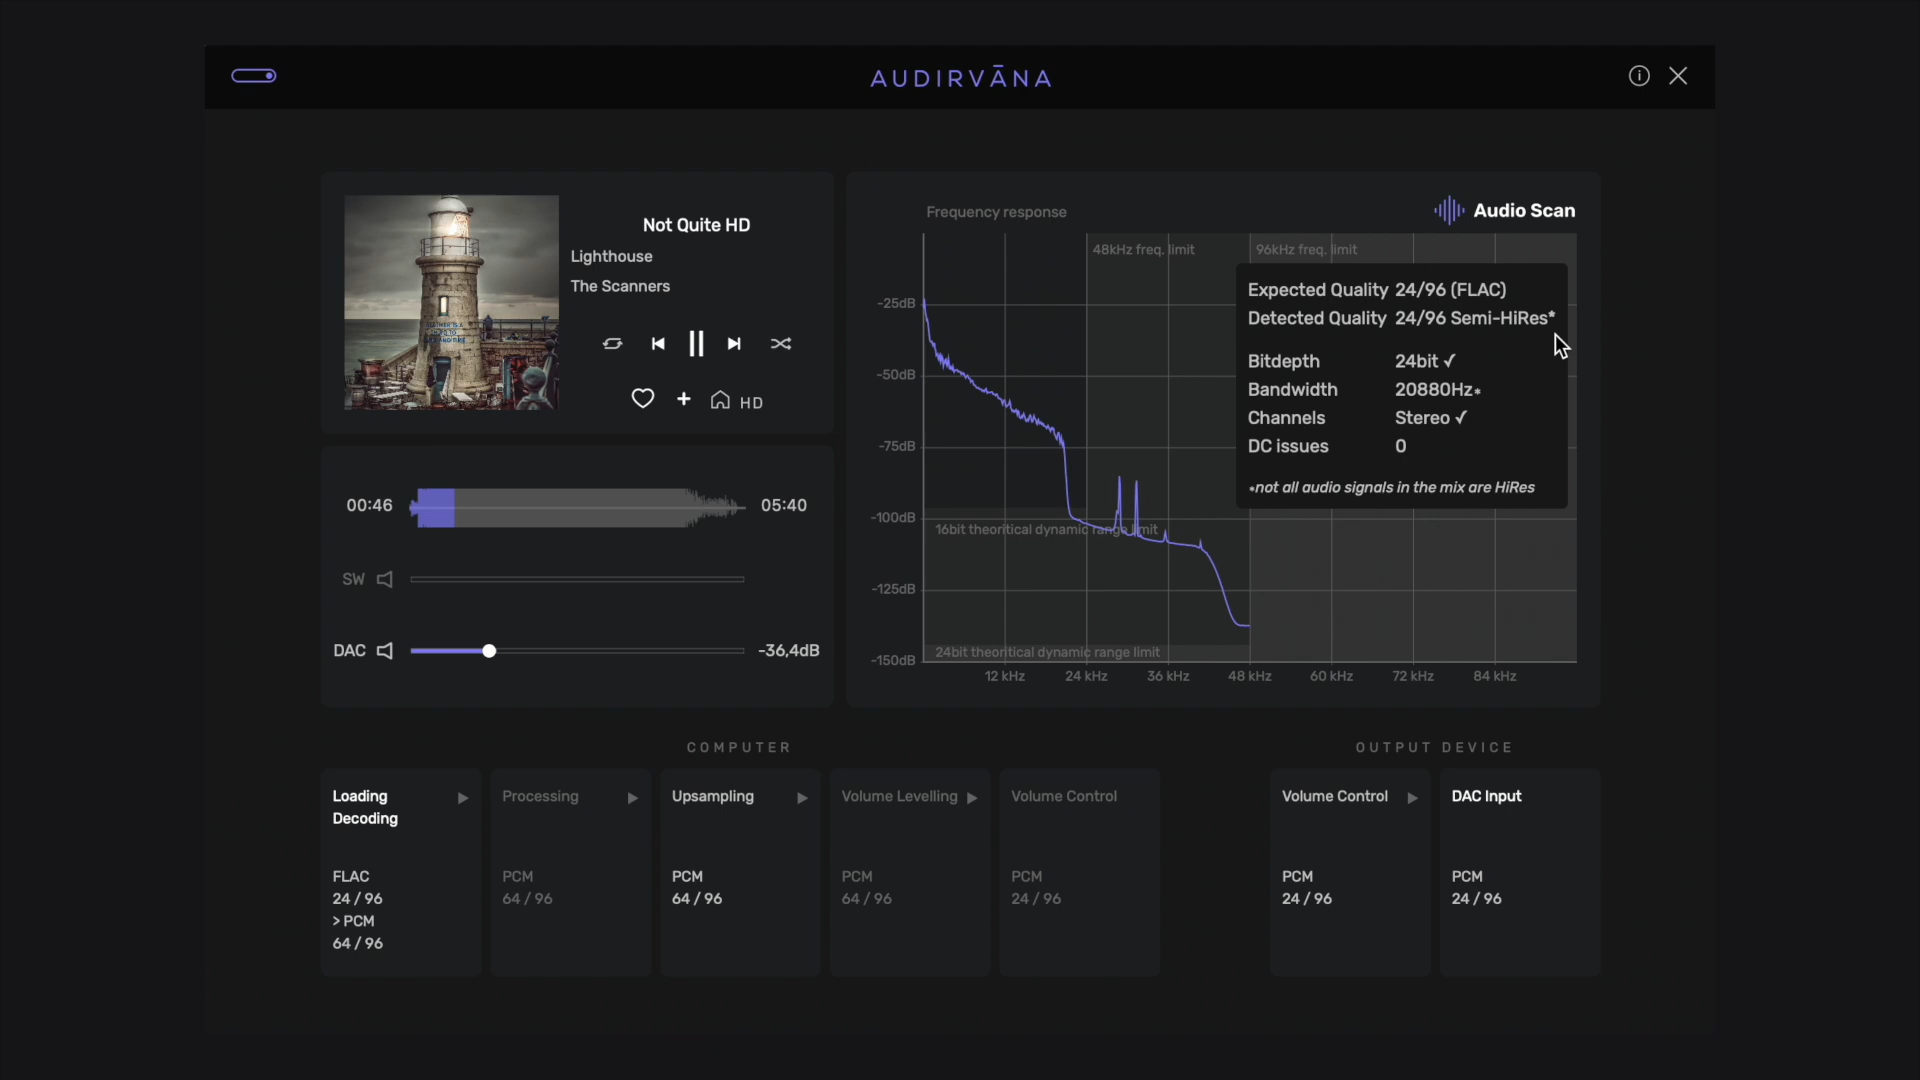 AUDIRVĀNA
Not Quite HD
Lighthouse
The Scanners
HD
00:46
05:40
SW
DAC
-36,4dB
Frequency response
Audio Scan
48kHz freq. limit
96kHz freq. limit
Expected Quality 24/96 (FLAC)
Detected Quality 24/96 Semi-HiRes*
Bitdepth 24bit ✓
Bandwidth 20880Hz*
Channels Stereo ✓
DC issues 0
*not all audio signals in the mix are HiRes
-25dB
-50dB
-75dB
-100dB
-125dB
-150dB
16bit theoritical dynamic range limit
24bit theoritical dynamic range limit
12 kHz 24 kHz 36 kHz 48 kHz 60 kHz 72 kHz 84 kHz
COMPUTER
Loading
Decoding
FLAC
24 / 96
> PCM
64 / 96
Processing
PCM
64 / 96
Upsampling
PCM
64 / 96
Volume Levelling
PCM
64 / 96
Volume Control
PCM
24 / 96
OUTPUT DEVICE
Volume Control
PCM
24 / 96
DAC Input
PCM
24 / 96